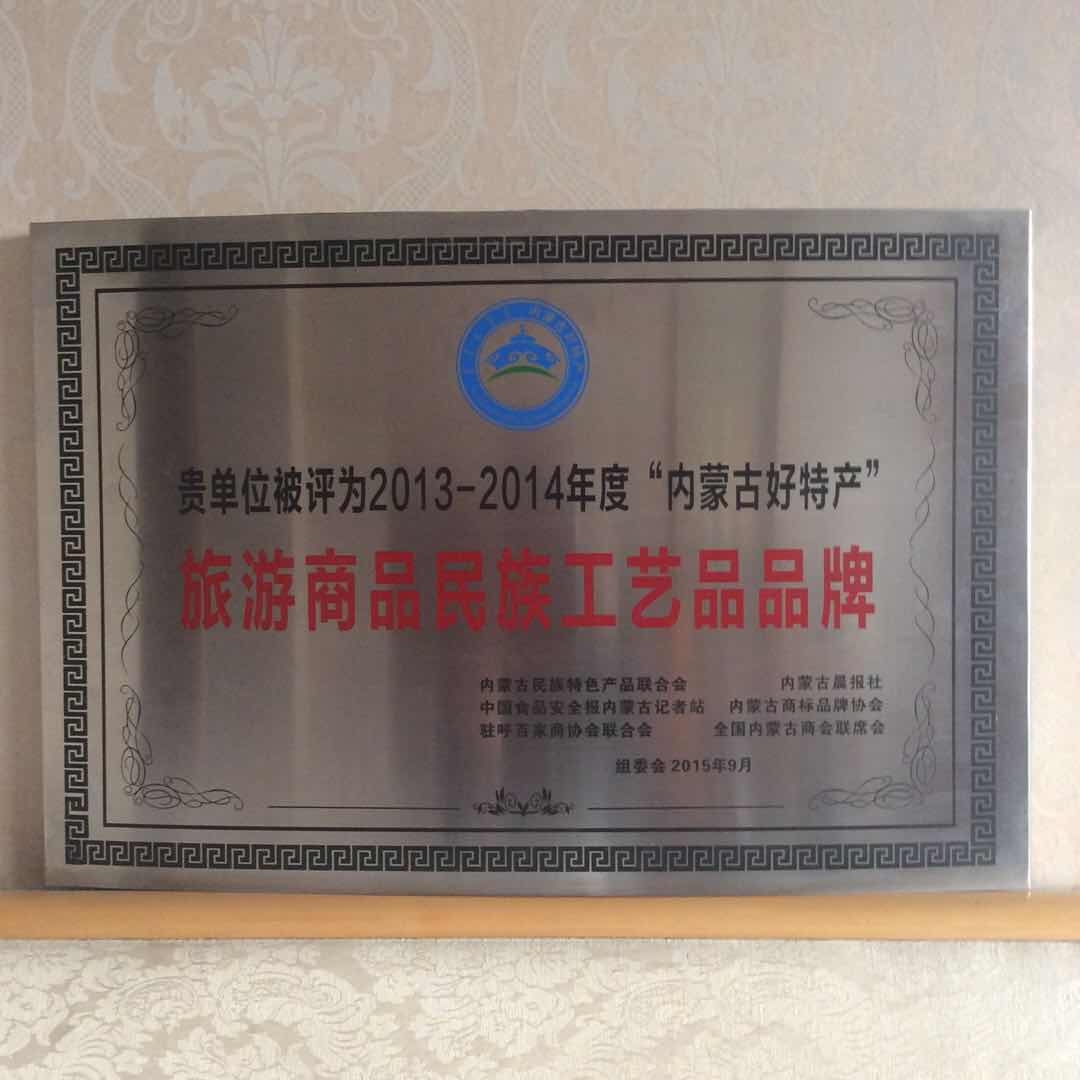 贵单位被评为2013-2014年度“内蒙古好特产”
旅游商品民族工艺品品牌
内蒙古民族特色产品联合会 内蒙古晨报社
中国食品安全报内蒙古记者站 内蒙古商标品牌协会
驻呼百家商协会联合会 全国内蒙古商会联席会
组委会 2015年9月